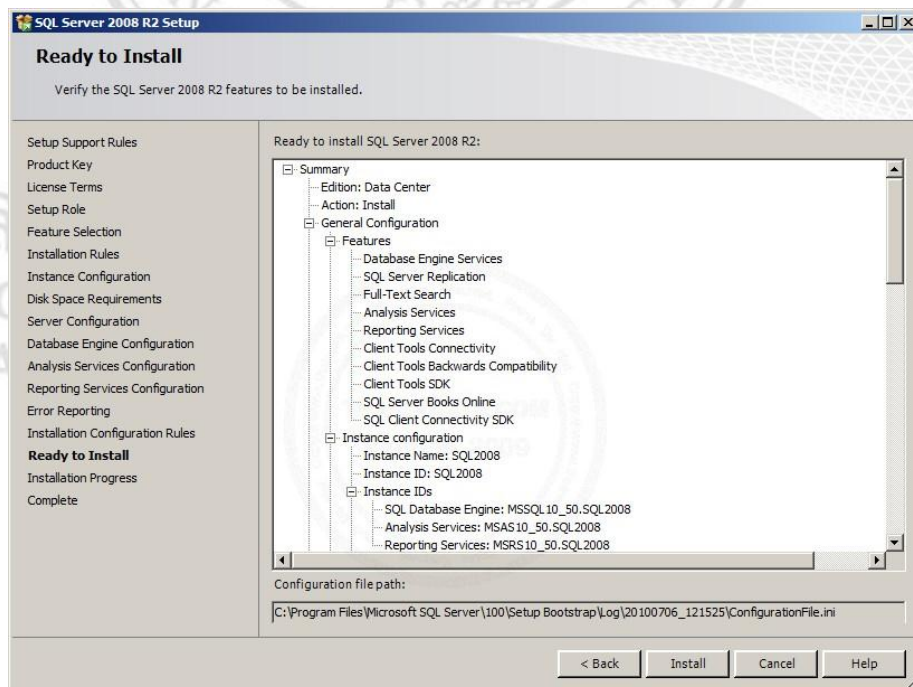 SQL Server 2008 R2 Setup
Ready to Install
Verify the SQL Server 2008 R2 features to be installed.
Setup Support Rules
Product Key
License Terms
Setup Role
Feature Selection
Installation Rules
Instance Configuration
Disk Space Requirements
Server Configuration
Database Engine Configuration
Analysis Services Configuration
Reporting Services Configuration
Error Reporting
Installation Configuration Rules
Ready to Install
Installation Progress
Complete
Ready to install SQL Server 2008 R2:
Summary
Edition: Data Center
Action: Install
General Configuration
Features
Database Engine Services
SQL Server Replication
Full-Text Search
Analysis Services
Reporting Services
Client Tools Connectivity
Client Tools Backwards Compatibility
Client Tools SDK
SQL Server Books Online
SQL Client Connectivity SDK
Instance configuration
Instance Name: SQL2008
Instance ID: SQL2008
Instance IDs
SQL Database Engine: MSSQL10_50.SQL2008
Analysis Services: MSAS10_50.SQL2008
Reporting Services: MSRS10_50.SQL2008
Configuration file path:
C:\Program Files\Microsoft SQL Server\100\Setup Bootstrap\Log\20100706_121525\ConfigurationFile.ini
< Back
Install
Cancel
Help